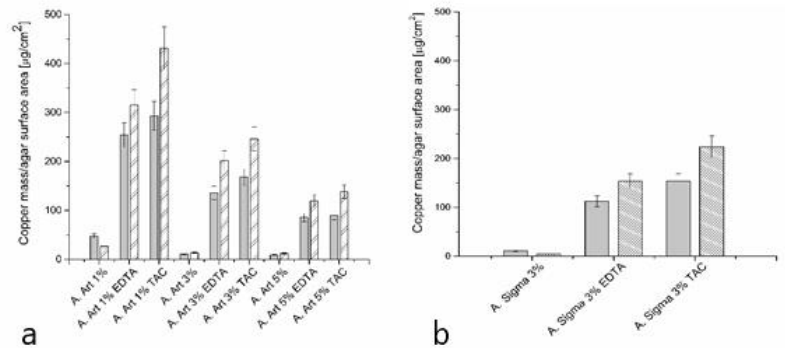 Copper mass/agar surface area [µg/cm²]
500
400
300
200
100
0
A. Art 1%
A. Art 1% EDTA
A. Art 1% TAC
A. Art 3%
A. Art 3% EDTA
A. Art 3% TAC
A. Art 5%
A. Art 5% EDTA
A. Art 5% TAC
a
Copper mass/agar surface area [µg/cm²]
500
400
300
200
100
0
A. Sigma 3%
A. Sigma 3% EDTA
A. Sigma 3% TAC
b